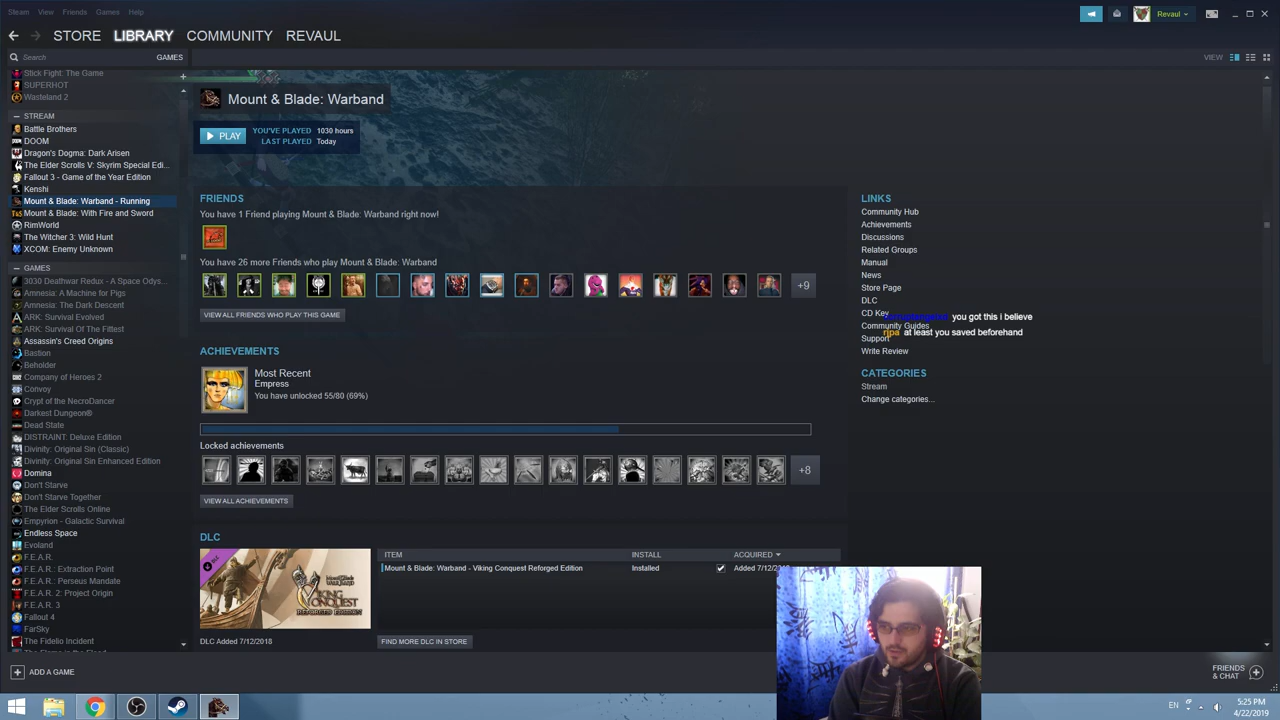 Steam View Friends Games Help
Revaul
STORE LIBRARY COMMUNITY REVAUL
Search GAMES
VIEW
Stick Fight: The Game
SUPERHOT
Wasteland 2
STREAM
Battle Brothers
DOOM
Dragon's Dogma: Dark Arisen
The Elder Scrolls V: Skyrim Special Edi...
Fallout 3 - Game of the Year Edition
Kenshi
Mount & Blade: Warband - Running
Mount & Blade: With Fire and Sword
RimWorld
The Witcher 3: Wild Hunt
XCOM: Enemy Unknown
GAMES
3030 Deathwar Redux - A Space Odys...
Amnesia: A Machine for Pigs
Amnesia: The Dark Descent
ARK: Survival Evolved
ARK: Survival Of The Fittest
Assassin's Creed Origins
Bastion
Beholder
Company of Heroes 2
Convoy
Crypt of the NecroDancer
Darkest Dungeon®
Dead State
DISTRAINT: Deluxe Edition
Divinity: Original Sin (Classic)
Divinity: Original Sin Enhanced Edition
Domina
Don't Starve
Don't Starve Together
The Elder Scrolls Online
Empyrion - Galactic Survival
Endless Space
Evoland
F.E.A.R.
F.E.A.R.: Extraction Point
F.E.A.R.: Perseus Mandate
F.E.A.R. 2: Project Origin
F.E.A.R. 3
Fallout 4
FarSky
The Fidelio Incident
ADD A GAME
Mount & Blade: Warband
PLAY
YOU'VE PLAYED 1030 hours
LAST PLAYED Today
FRIENDS
You have 1 Friend playing Mount & Blade: Warband right now!
You have 26 more Friends who play Mount & Blade: Warband
+9
VIEW ALL FRIENDS WHO PLAY THIS GAME
ACHIEVEMENTS
Most Recent
Empress
You have unlocked 55/80 (69%)
Locked achievements
+8
VIEW ALL ACHIEVEMENTS
DLC
ITEM INSTALL ACQUIRED
Mount & Blade: Warband - Viking Conquest Reforged Edition Installed Added 7/12/
VIKING CONQUEST
REFORGED EDITION
DLC Added 7/12/2018
FIND MORE DLC IN STORE
LINKS
Community Hub
Achievements
Discussions
Related Groups
Manual
News
Store Page
DLC
CD Key
you got this i believe
Community Guides
ripa at least you saved beforehand
Support
Write Review
CATEGORIES
Stream
Change categories...
FRIENDS
& CHAT
EN
5:25 PM
4/22/2019